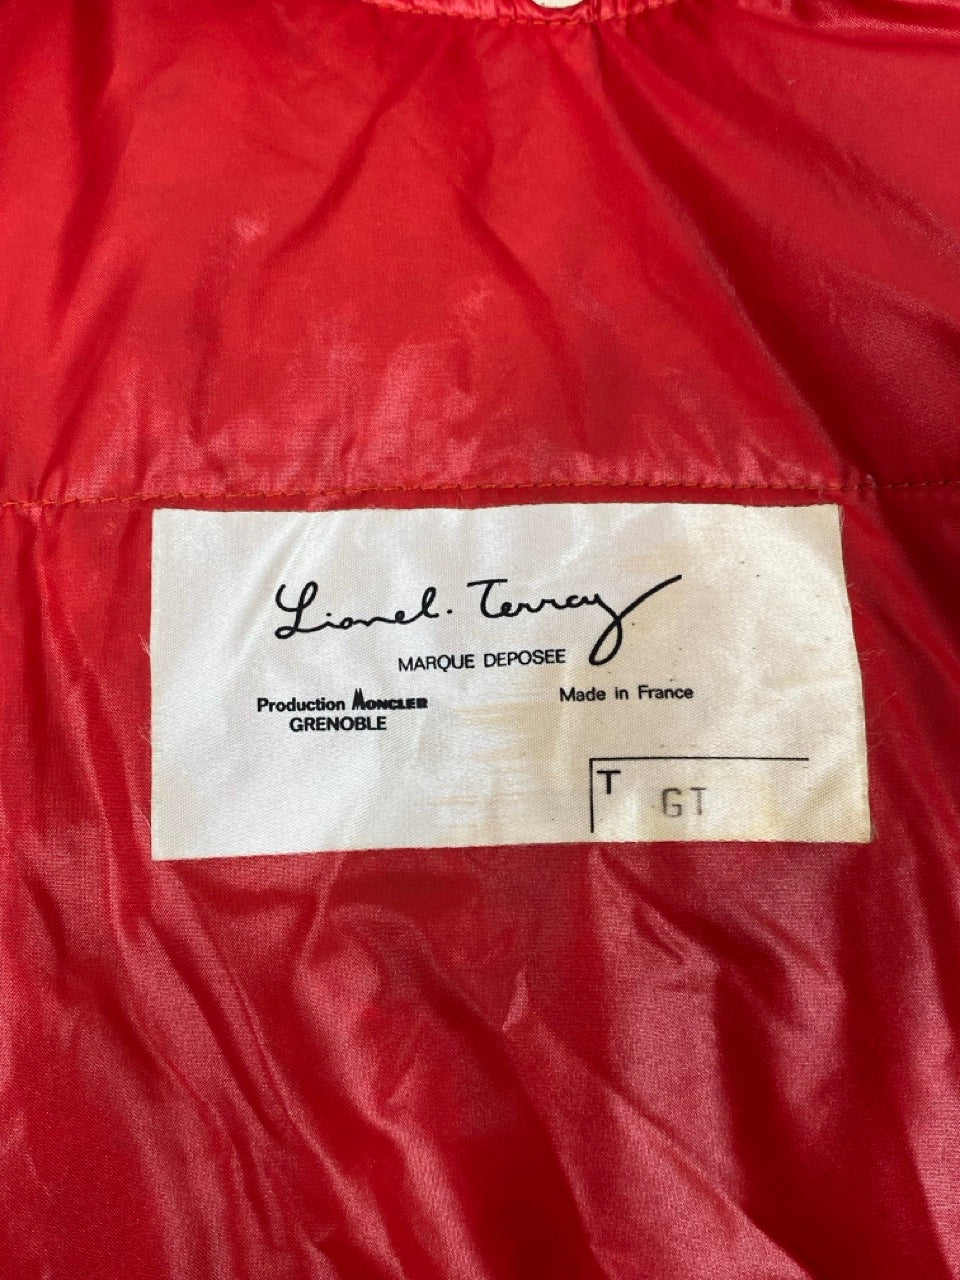 Lionel. Terray
MARQUE DEPOSEE
Production MONCLER
GRENOBLE
Made in France
T
GT